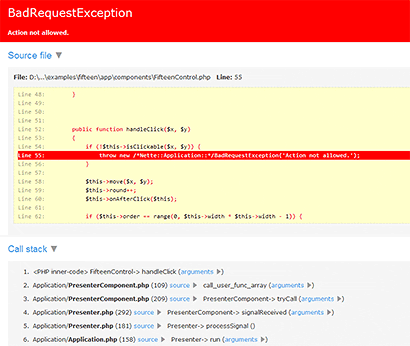 BadRequestException
Action not allowed.
Source file ▼
File: D:\...\examples\fifteen\app\components\FifteenControl.php Line: 55
Line 48: }
Line 49:
Line 50:
Line 51:
Line 52: public function handleClick($x, $y)
Line 53: {
Line 54: if (!$this->isClickable($x, $y)) {
Line 55: throw new /*Nette::Application::*/BadRequestException('Action not allowed.');
Line 56: }
Line 57:
Line 58: $this->move($x, $y);
Line 59: $this->round++;
Line 60: $this->onAfterClick($this);
Line 61:
Line 62: if ($this->order == range(0, $this->width * $this->width - 1)) {
Call stack ▼
1. <PHP inner-code> FifteenControl-> handleClick (arguments ►)
2. Application/PresenterComponent.php (109) source ► call_user_func_array (arguments ►)
3. Application/PresenterComponent.php (209) source ► PresenterComponent-> tryCall (arguments ►)
4. Application/Presenter.php (292) source ► PresenterComponent-> signalReceived (arguments ►)
5. Application/Presenter.php (181) source ► Presenter-> processSignal ()
6. Application/Application.php (158) source ► Presenter-> run (arguments ►)